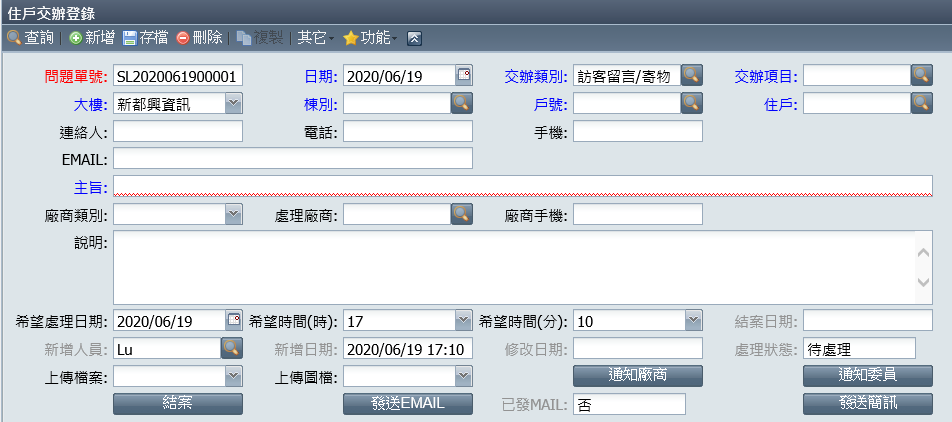 住戶交辦登錄
查詢 新增 存檔 刪除 複製 其它 功能
問題單號: SL2020061900001 日期: 2020/06/19 交辦類別: 訪客留言/寄物 交辦項目:
大樓: 新都興資訊 棟別: 戶號: 住戶:
連絡人: 電話: 手機:
EMAIL:
主旨:
廠商類別: 處理廠商: 廠商手機:
說明:
希望處理日期: 2020/06/19 希望時間(時): 17 希望時間(分): 10 結案日期:
新增人員: Lu 新增日期: 2020/06/19 17:10 修改日期: 處理狀態: 待處理
上傳檔案: 上傳圖檔: 通知廠商 通知委員
結案 發送EMAIL 已發MAIL: 否 發送簡訊